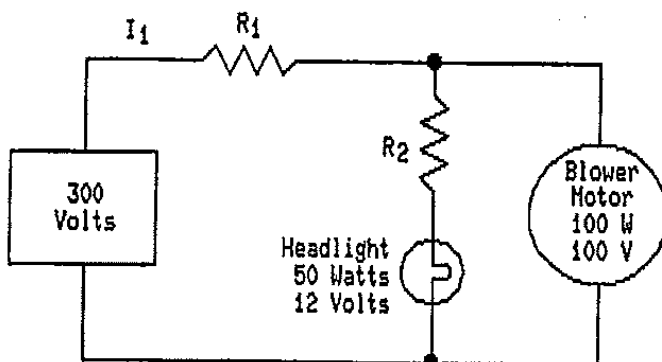 I1
R1
300
Volts
R2
Headlight
50 Watts
12 Volts
Blower
Motor
100 W
100 V